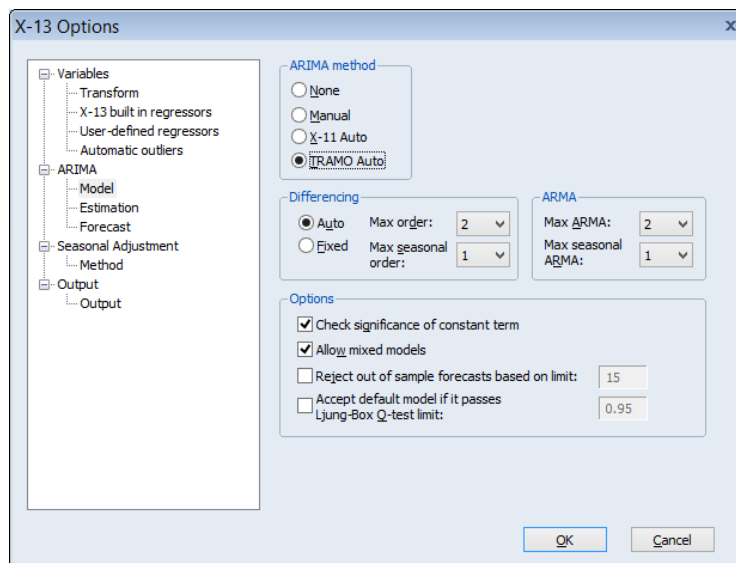 X-13 Options
x
Variables
Transform
X-13 built in regressors
User-defined regressors
Automatic outliers
ARIMA
Model
Estimation
Forecast
Seasonal Adjustment
Method
Output
Output
ARIMA method
None
Manual
X-11 Auto
TRAMO Auto
Differencing
Auto
Fixed
Max order: 2
Max seasonal
order: 1
ARMA
Max ARMA: 2
Max seasonal
ARMA: 1
Options
Check significance of constant term
Allow mixed models
Reject out of sample forecasts based on limit: 15
Accept default model if it passes
Ljung-Box Q-test limit: 0.95
OK Cancel